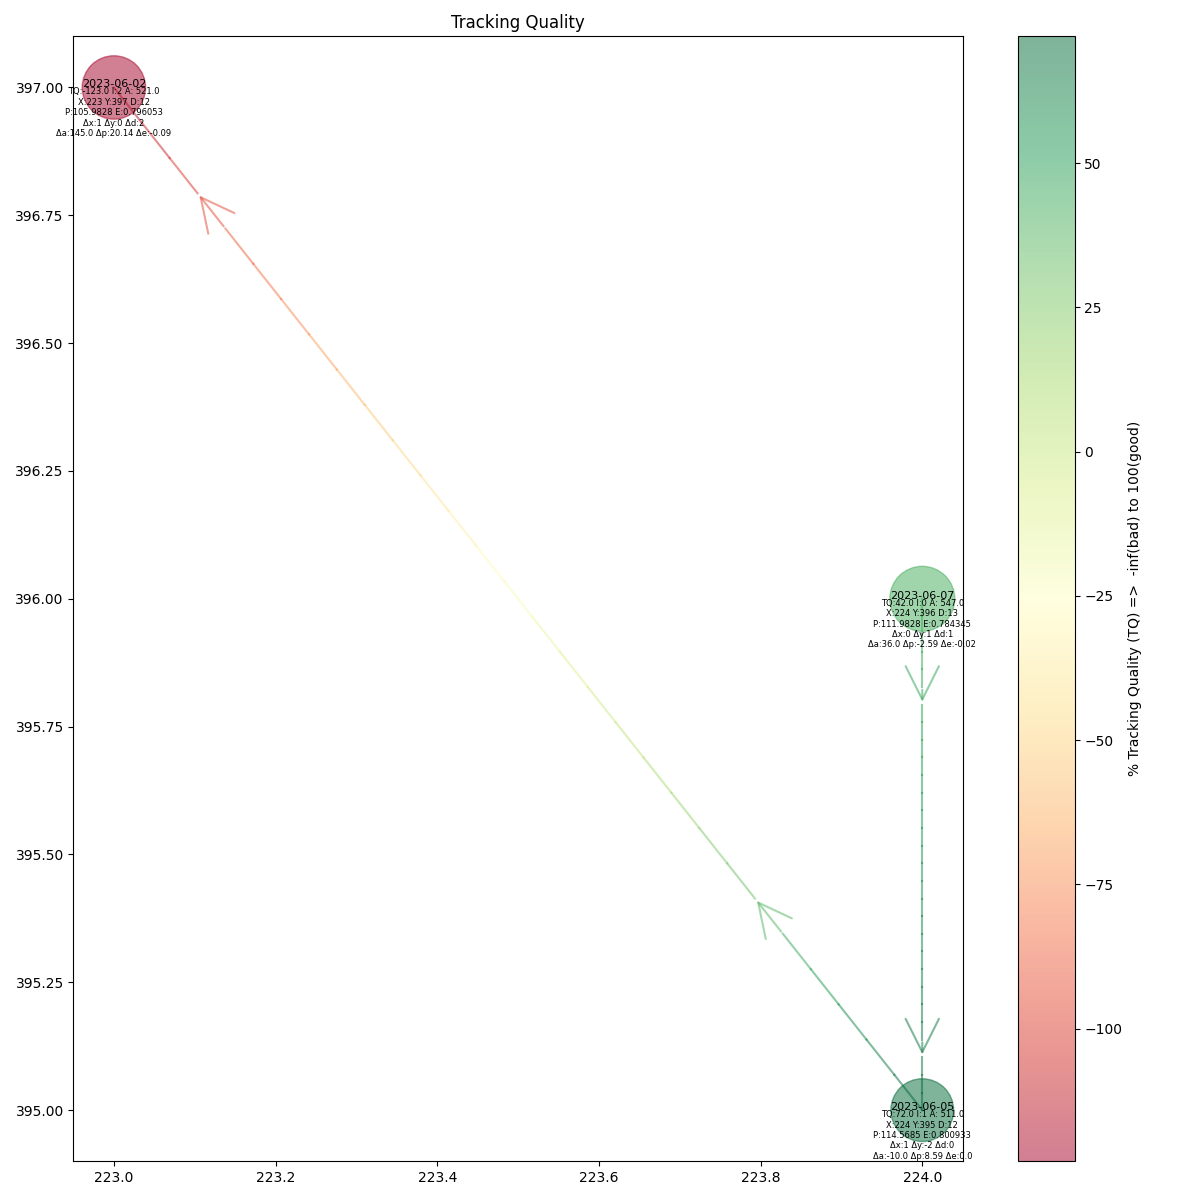 Tracking Quality
397.00
396.75
396.50
396.25
396.00
395.75
395.50
395.25
395.00
223.0
223.2
223.4
223.6
223.8
224.0
2023-06-02
TQ:-123.0 I:2 A: 521.0
X:223 Y:397 D:12
P:105.9828 E:0.796053
Δx:1 Δy:0 Δd:2
Δa:145.0 Δp:20.14 Δe:-0.09
2023-06-07
TQ:42.0 I:0 A: 547.0
X:224 Y:396 D:13
P:111.9828 E:0.784345
Δx:0 Δy:1 Δd:1
Δa:36.0 Δp:-2.59 Δe:-0.02
2023-06-05
TQ:72.0 I:1 A: 511.0
X:224 Y:395 D:12
P:114.5685 E:0.800933
Δx:1 Δy:-2 Δd:0
Δa:-10.0 Δp:8.59 Δe:0.0
50
25
0
−25
−50
−75
−100
% Tracking Quality (TQ) => -inf(bad) to 100(good)